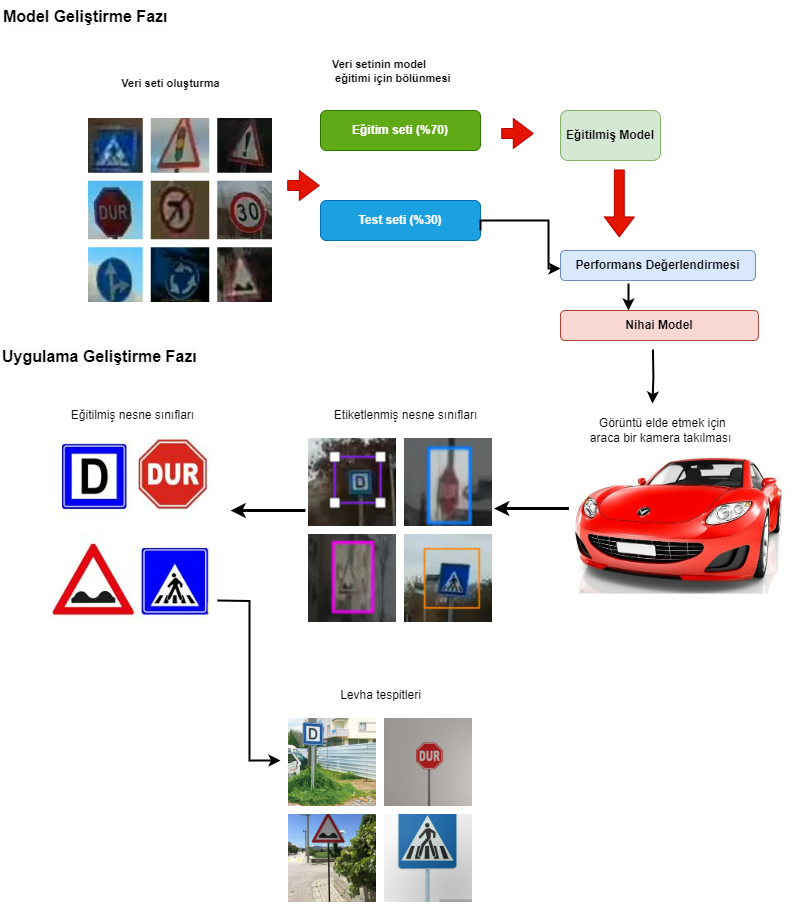 Model Geliştirme Fazı
Veri seti oluşturma
Veri setinin model
eğitimi için bölünmesi
Eğitim seti (%70)
Eğitilmiş Model
DUR
30
Test seti (%30)
Performans Değerlendirmesi
Nihai Model
Uygulama Geliştirme Fazı
Eğitilmiş nesne sınıfları
Etiketlenmiş nesne sınıfları
Görüntü elde etmek için
araca bir kamera takılması
D
DUR
D
Levha tespitleri
D
DUR